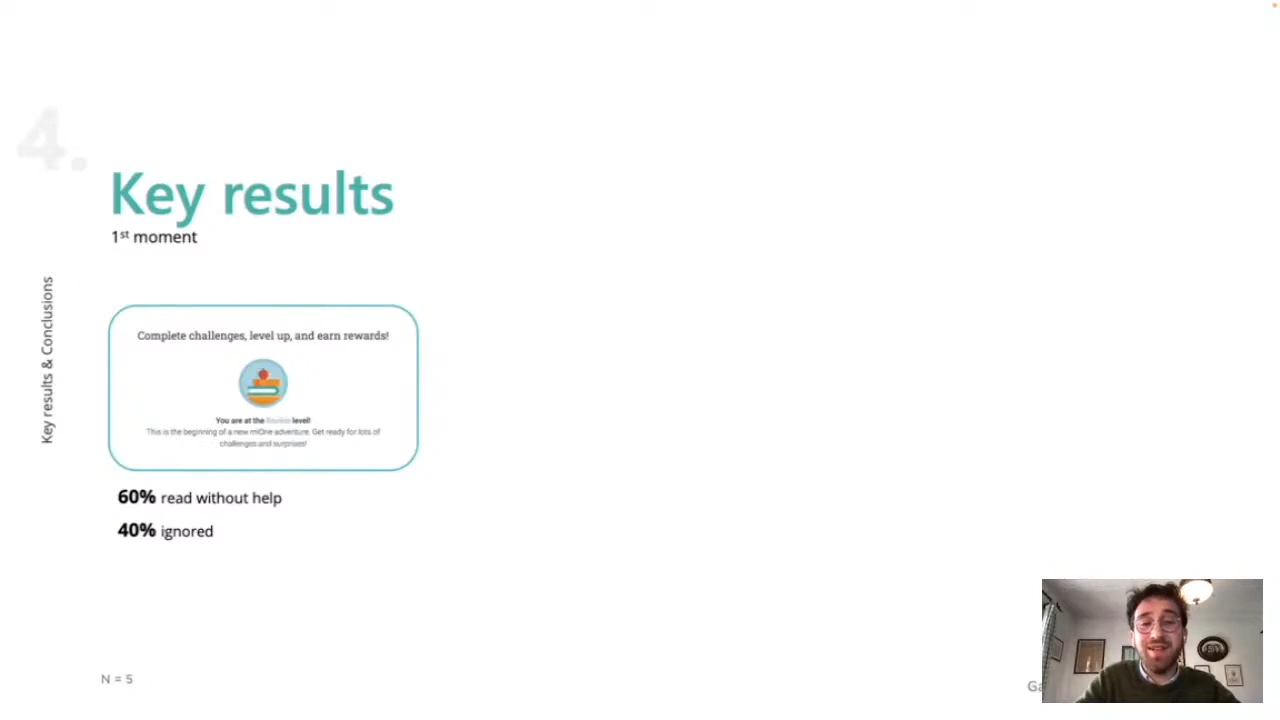 4.
Key results
1st moment
Key results & Conclusions
Complete challenges, level up, and earn rewards!
You are at the level!
This is the beginning of a new miOne adventure. Get ready for lots of
challenges and surprises!
60% read without help
40% ignored
N = 5
Ga